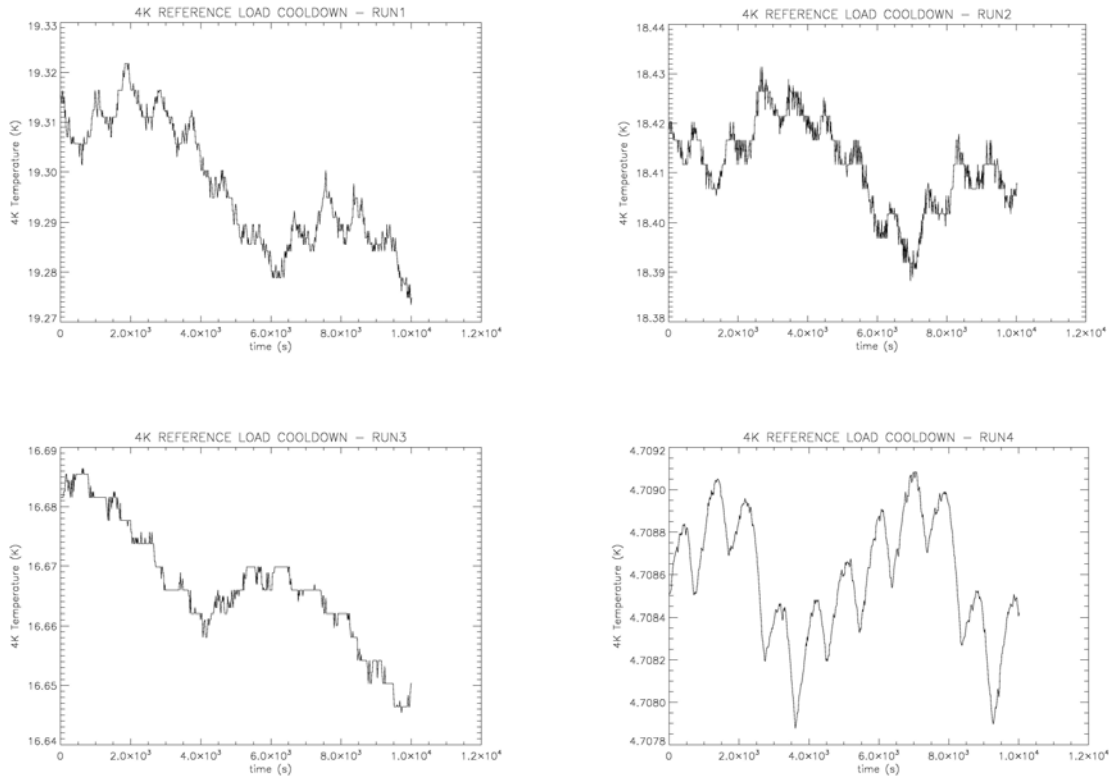 4K REFERENCE LOAD COOLDOWN – RUN1
19.33
19.32
19.31
19.30
19.29
19.28
19.27
4K Temperature (K)
0 2.0×10³ 4.0×10³ 6.0×10³ 8.0×10³ 1.0×10⁴ 1.2×10⁴
time (s)
4K REFERENCE LOAD COOLDOWN – RUN2
18.44
18.43
18.42
18.41
18.40
18.39
18.38
4K Temperature (K)
0 2.0×10³ 4.0×10³ 6.0×10³ 8.0×10³ 1.0×10⁴ 1.2×10⁴
time (s)
4K REFERENCE LOAD COOLDOWN – RUN3
16.69
16.68
16.67
16.66
16.65
16.64
4K Temperature (K)
0 2.0×10³ 4.0×10³ 6.0×10³ 8.0×10³ 1.0×10⁴ 1.2×10⁴
time (s)
4K REFERENCE LOAD COOLDOWN – RUN4
4.7092
4.7090
4.7088
4.7086
4.7084
4.7082
4.7080
4.7078
4K Temperature (K)
0 2.0×10³ 4.0×10³ 6.0×10³ 8.0×10³ 1.0×10⁴ 1.2×10⁴
time (s)